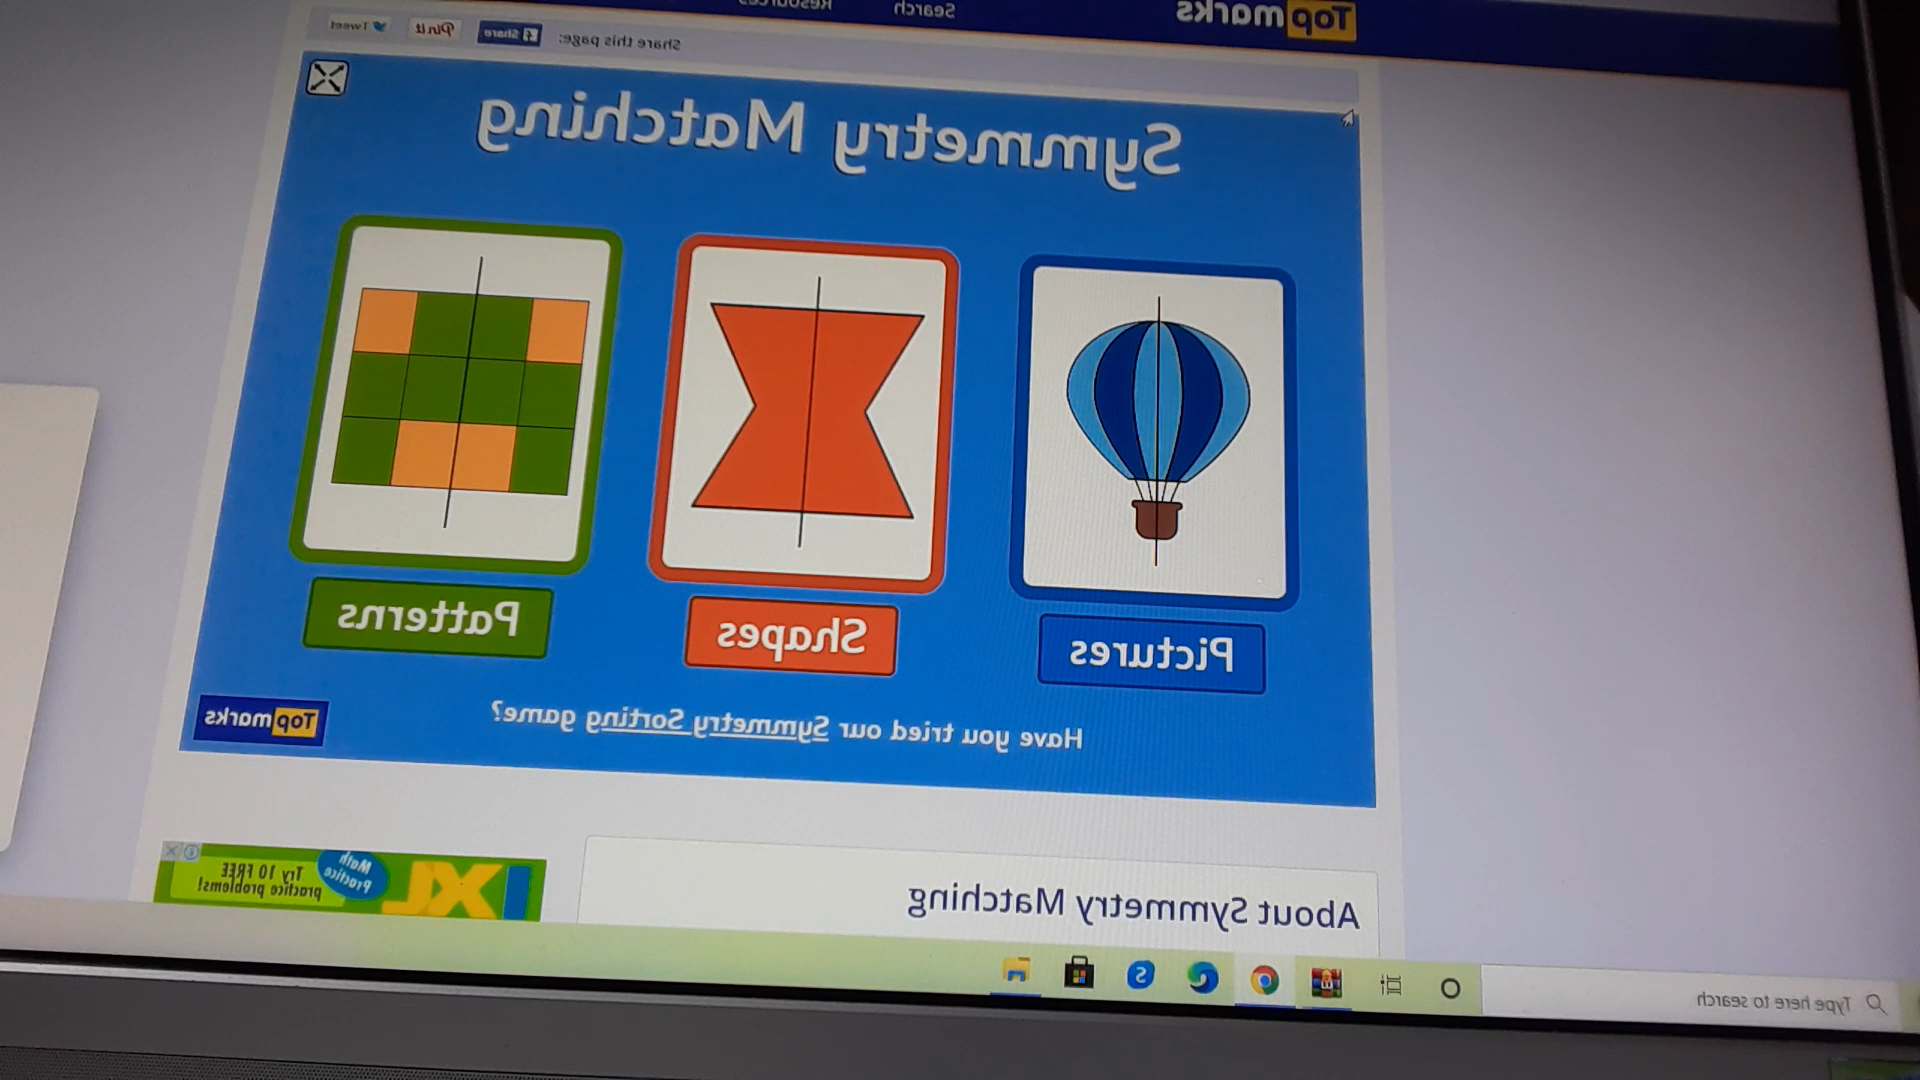 Topmarks
Search
Resources
Share this page:
Share
Pin it
Tweet
Symmetry Matching
Pictures
Shapes
Patterns
Have you tried our Symmetry Sorting game?
Topmarks
About Symmetry Matching
IXL
Math
Practice
Try 10 FREE
practice problems!
Type here to search